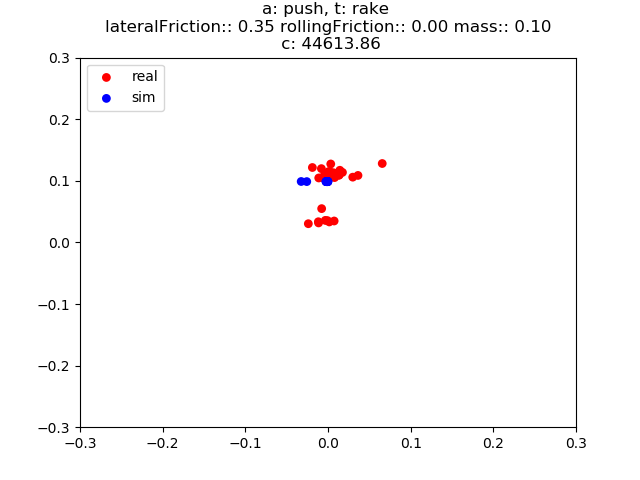 a: push, t: rake
lateralFriction:: 0.35 rollingFriction:: 0.00 mass:: 0.10
c: 44613.86
real
sim
0.3
0.2
0.1
0.0
−0.1
−0.2
−0.3
−0.3
−0.2
−0.1
0.0
0.1
0.2
0.3